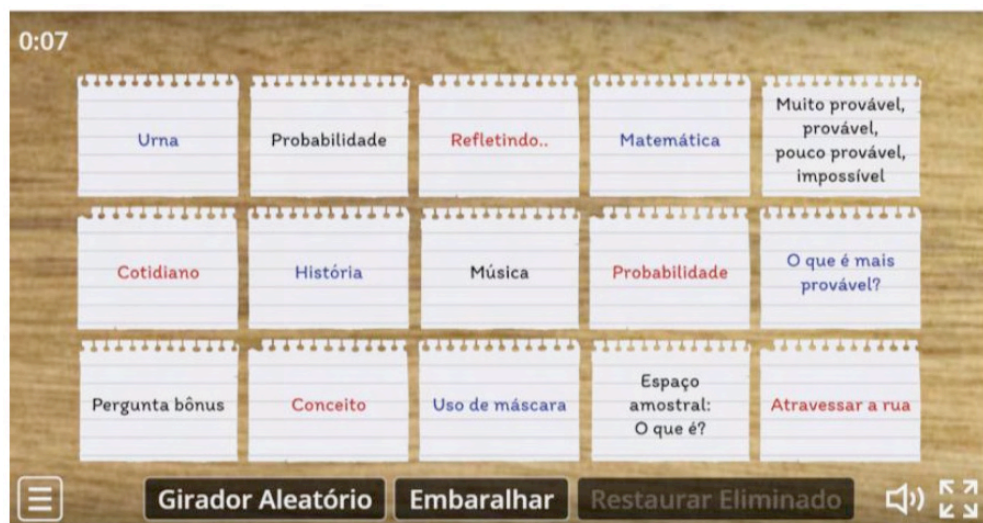 0:07
Urna
Probabilidade
Refletindo..
Matemática
Muito provável,
provável,
pouco provável,
impossível
Cotidiano
História
Música
Probabilidade
O que é mais
provável?
Pergunta bônus
Conceito
Uso de máscara
Espaço
amostral:
O que é?
Atravessar a rua
Girador Aleatório
Embaralhar
Restaurar Eliminado